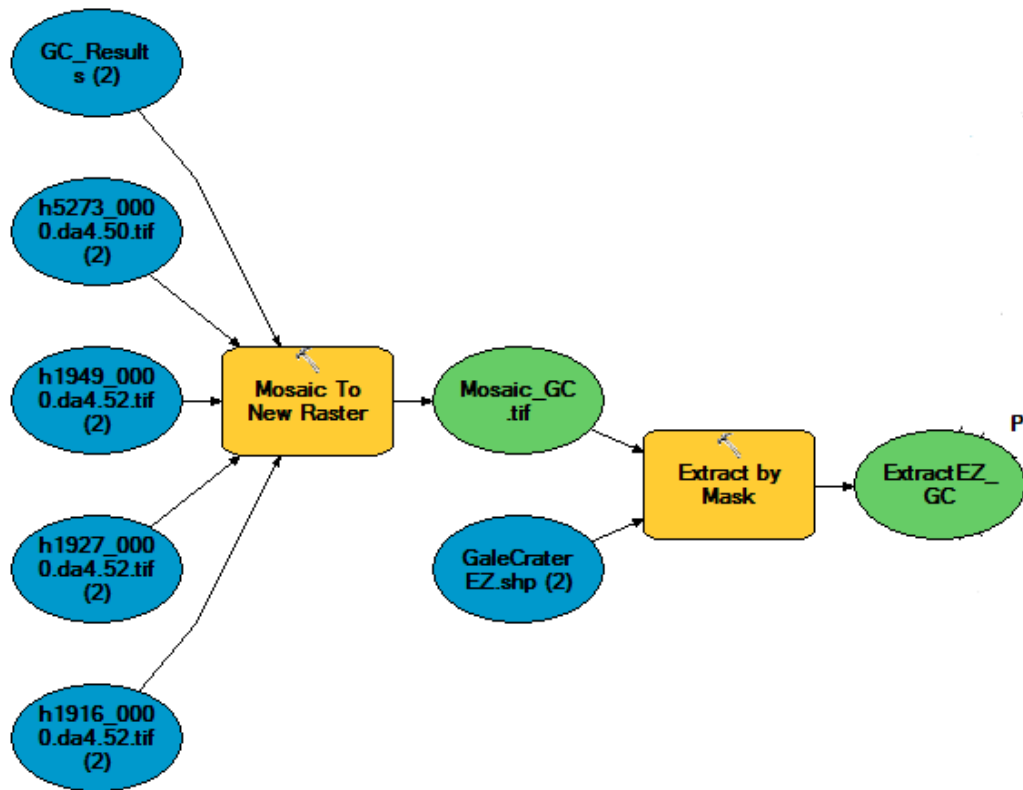 GC_Result
s (2)
h5273_000
0.da4.50.tif
(2)
h1949_000
0.da4.52.tif
(2)
Mosaic To
New Raster
Mosaic_GC
.tif
h1927_000
0.da4.52.tif
(2)
GaleCrater
EZ.shp (2)
Extract by
Mask
ExtractEZ_
GC
P
h1916_000
0.da4.52.tif
(2)